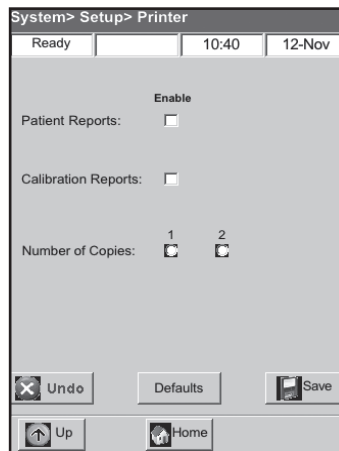 System> Setup> Printer
Ready 10:40 12-Nov
Enable
Patient Reports:
Calibration Reports:
1 2
Number of Copies:
Undo Defaults Save
Up Home